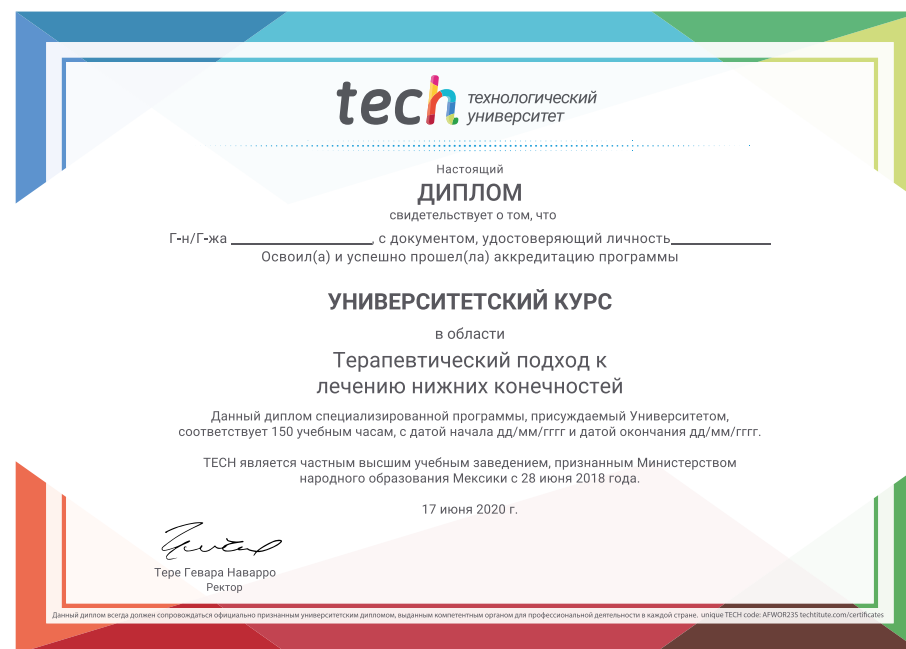 tech технологический
университет
Настоящий
ДИПЛОМ
свидетельствует о том, что
Г-н/Г-жа ____________________, с документом, удостоверяющий личность______________
Освоил(а) и успешно прошел(ла) аккредитацию программы
УНИВЕРСИТЕТСКИЙ КУРС
в области
Терапевтический подход к
лечению нижних конечностей
Данный диплом специализированной программы, присуждаемый Университетом,
соответствует 150 учебным часам, с датой начала дд/мм/гггг и датой окончания дд/мм/гггг.
TECH является частным высшим учебным заведением, признанным Министерством
народного образования Мексики с 28 июня 2018 года.
17 июня 2020 г.
Тере Гевара Наварро
Ректор
Данный диплом всегда должен сопровождаться официально признанным университетским дипломом, выданным компетентным органом для профессиональной деятельности в каждой стране. unique TECH code: AFWOR23S techtitute.com/certificates